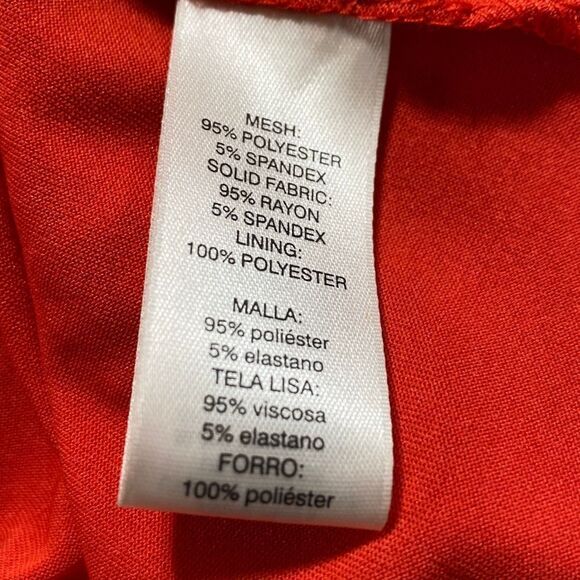 MESH:
95% POLYESTER
5% SPANDEX
SOLID FABRIC:
95% RAYON
5% SPANDEX
LINING:
100% POLYESTER
MALLA:
95% poliéster
5% elastano
TELA LISA:
95% viscosa
5% elastano
FORRO:
100% poliéster